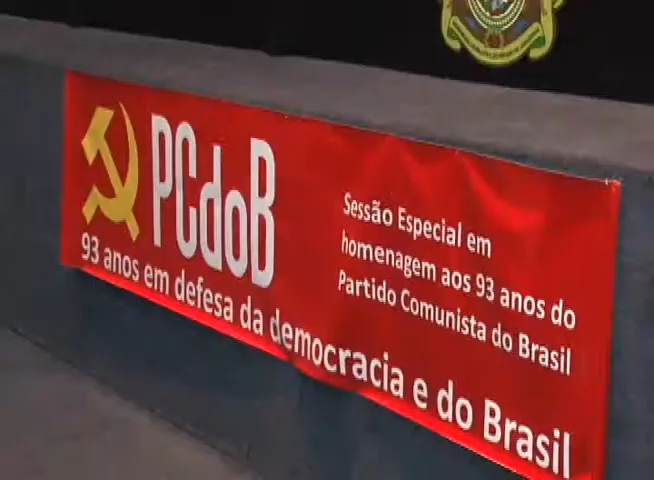 PCdoB
93 anos em defesa da democracia e do Brasil
Sessão Especial em
homenagem aos 93 anos do
Partido Comunista do Brasil